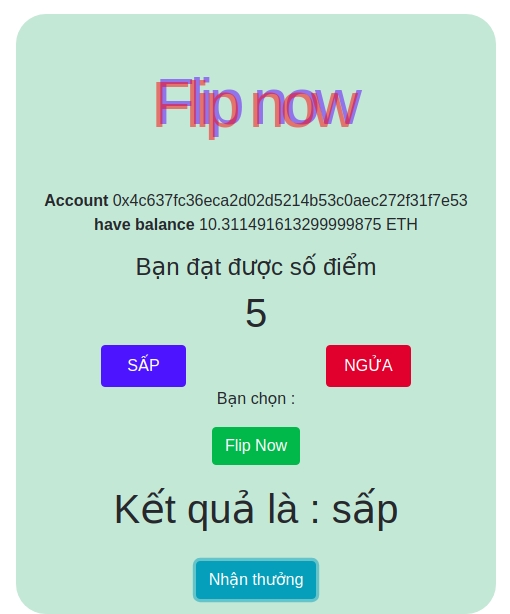 Flip now
Account 0x4c637fc36eca2d02d5214b53c0aec272f31f7e53
have balance 10.311491613299999875 ETH
Bạn đạt được số điểm
5
SẤP NGỬA
Bạn chọn :
Flip Now
Kết quả là : sấp
Nhận thưởng